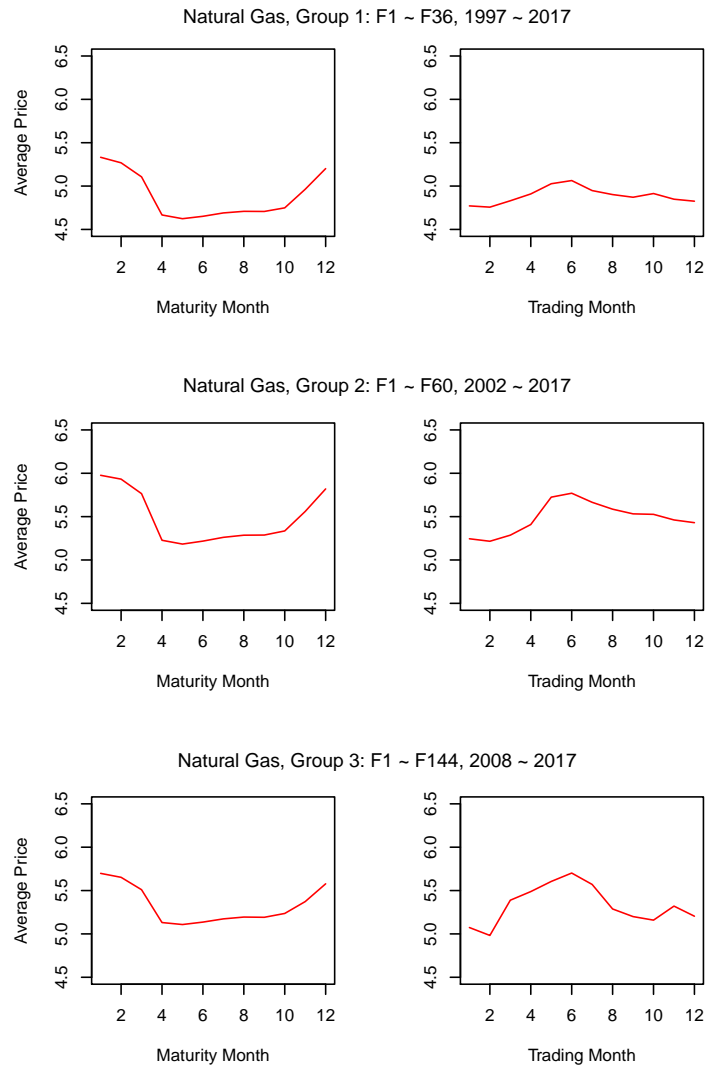 Natural Gas, Group 1: F1 ~ F36, 1997 ~ 2017
Average Price
4.5 5.0 5.5 6.0 6.5
2 4 6 8 10 12
Maturity Month
4.5 5.0 5.5 6.0 6.5
2 4 6 8 10 12
Trading Month
Natural Gas, Group 2: F1 ~ F60, 2002 ~ 2017
Average Price
4.5 5.0 5.5 6.0 6.5
2 4 6 8 10 12
Maturity Month
4.5 5.0 5.5 6.0 6.5
2 4 6 8 10 12
Trading Month
Natural Gas, Group 3: F1 ~ F144, 2008 ~ 2017
Average Price
4.5 5.0 5.5 6.0 6.5
2 4 6 8 10 12
Maturity Month
4.5 5.0 5.5 6.0 6.5
2 4 6 8 10 12
Trading Month